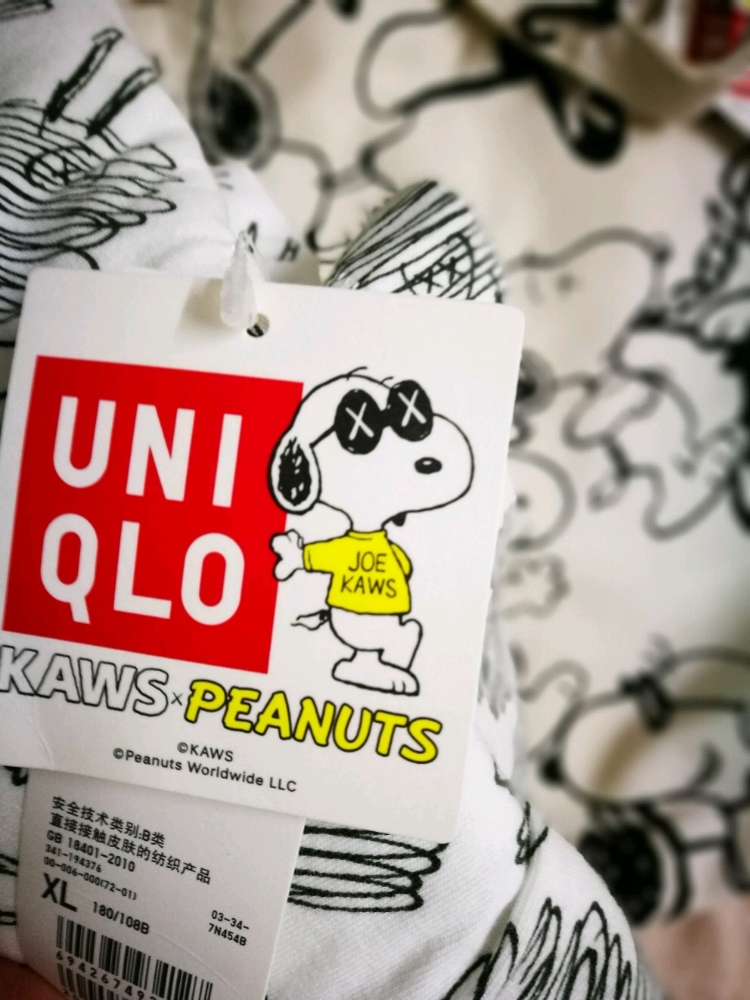 UNI
QLO
JOE
KAWS
KAWS×PEANUTS
©KAWS
©Peanuts Worldwide LLC
安全技术类别:B类
直接接触皮肤的纺织产品
GB 18401-2010
341-194376
00-006-000(72-01)
XL 180/108B
03-34-
7N454B